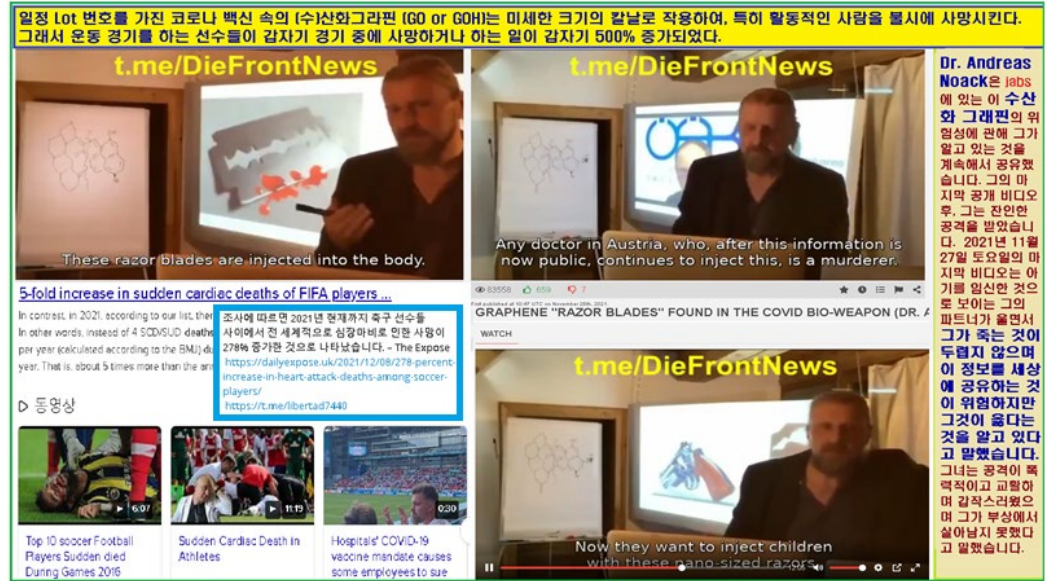 일정 Lot 번호를 가진 코로나 백신 속의 (수)산화그라핀 (GO or GOH)는 미세한 크기의 칼날로 작용하여, 특히 활동적인 사람을 불시에 사망시킨다.
그래서 운동 경기를 하는 선수들이 갑자기 경기 중에 사망하거나 하는 일이 갑자기 500% 증가되었다.
t.me/DieFrontNews
These razor blades are injected into the body.
t.me/DieFrontNews
Any doctor in Austria, who, after this information is
now public, continues to inject this, is a murderer.
83558 659 7
First published at 10:47 UTC on November 26th, 2021.
GRAPHENE "RAZOR BLADES" FOUND IN THE COVID BIO-WEAPON (DR. A
WATCH
t.me/DieFrontNews
Now they want to inject children
with these nano-sized razors.
5-fold increase in sudden cardiac deaths of FIFA players ...
In contrast, in 2021, according to our list, ther
In other words, instead of 4 SCD/SUD deaths
per year (calculated according to the BMJ) du
year. That is, about 5 times more than the an
조사에 따르면 2021년 현재까지 축구 선수들
사이에서 전 세계적으로 심장마비로 인한 사망이
278% 증가한 것으로 나타났습니다. – The Expose
https://dailyexpose.uk/2021/12/08/278-percent-
increase-in-heart-attack-deaths-among-soccer-
players/
https://t.me/libertad7440
동영상
6:07
Top 10 soccer Football
Players Sudden died
During Games 2016
11:19
Sudden Cardiac Death in
Athletes
0:30
Hospitals' COVID-19
vaccine mandate causes
some employees to sue
Dr. Andreas
Noack은 jabs
에 있는 이 수산
화 그래핀의 위
험성에 관해 그가
알고 있는 것을
계속해서 공유했
습니다. 그의 마
지막 공개 비디오
후, 그는 잔인한
공격을 받았습니
다. 2021년 11월
27일 토요일의 마
지막 비디오는 아
기를 임신한 것으
로 보이는 그의
파트너가 울면서
그가 죽는 것이
두렵지 않으며
이 정보를 세상
에 공유하는 것
이 위험하지만
그것이 옳다는
것을 알고 있다
고 말했습니다.
그녀는 공격이 폭
력적이고 교활하
며 갑작스러웠으
며 그가 부상에서
살아남지 못했다
고 말했습니다.